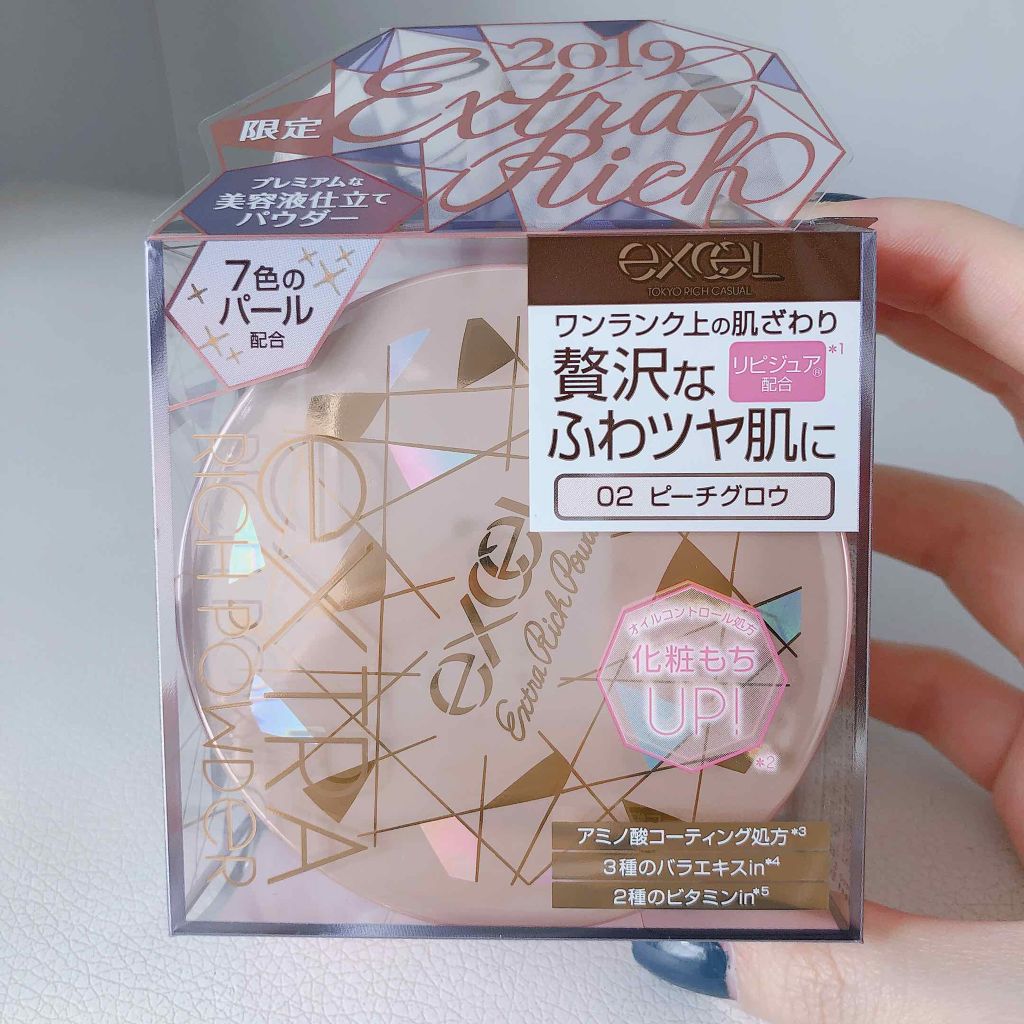 2019
Extra
Rich
限定
プレミアムな
美容液仕立て
パウダー
7色の
パール
配合
excel
TOKYO RICH CASUAL
ワンランク上の肌ざわり
贅沢な
リピジュア®
配合
*1
ふわツヤ肌に
02 ピーチグロウ
EXTRA
RICH POWDER
excel
Extra Rich Powde
オイルコントロール処方
化粧もち
UP!
*2
アミノ酸コーティング処方*3
3種のバラエキスin*4
2種のビタミンin*5